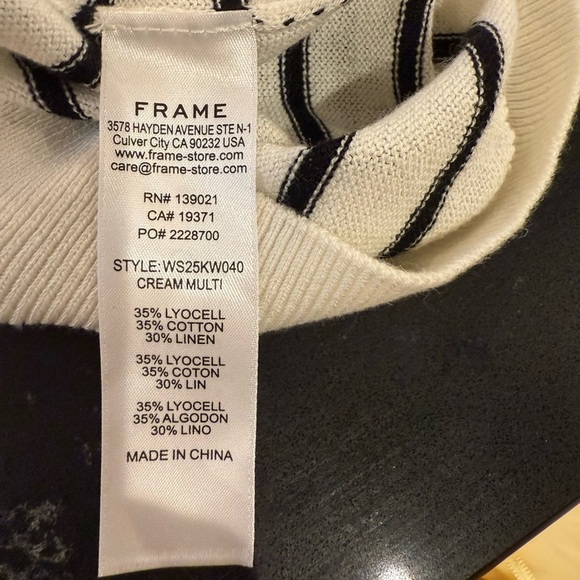 FRAME
3578 HAYDEN AVENUE STE N-1
Culver City CA 90232 USA
www.frame-store.com
care@frame-store.com
RN# 139021
CA# 19371
PO# 2228700
STYLE: WS25KW040
CREAM MULTI
35% LYOCELL
35% COTTON
30% LINEN
35% LYOCELL
35% COTON
30% LIN
35% LYOCELL
35% ALGODON
30% LINO
MADE IN CHINA